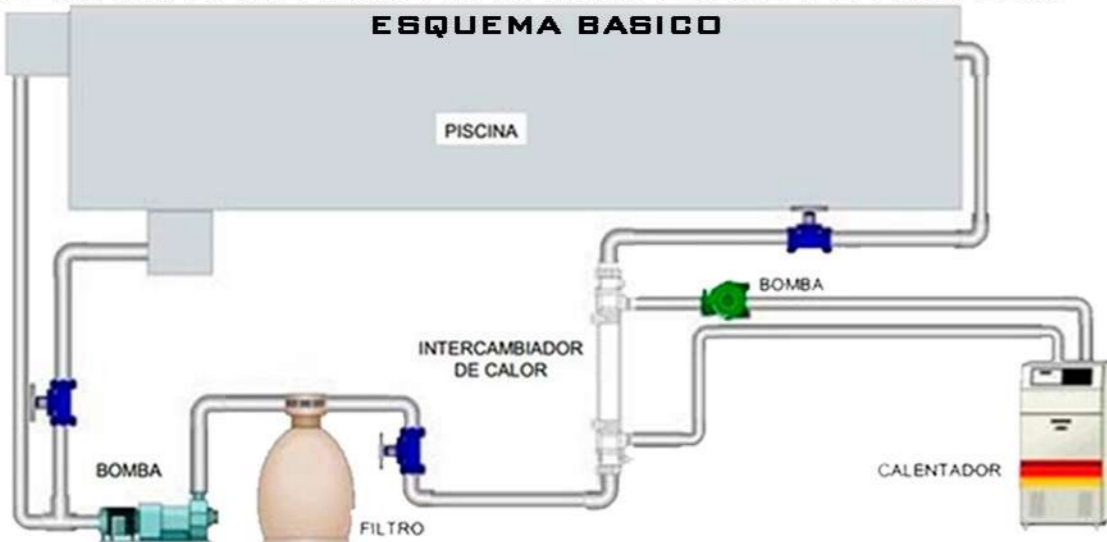 ESQUEMA BASICO
PISCINA
BOMBA
INTERCAMBIADOR
DE CALOR
BOMBA
CALENTADOR
FILTRO